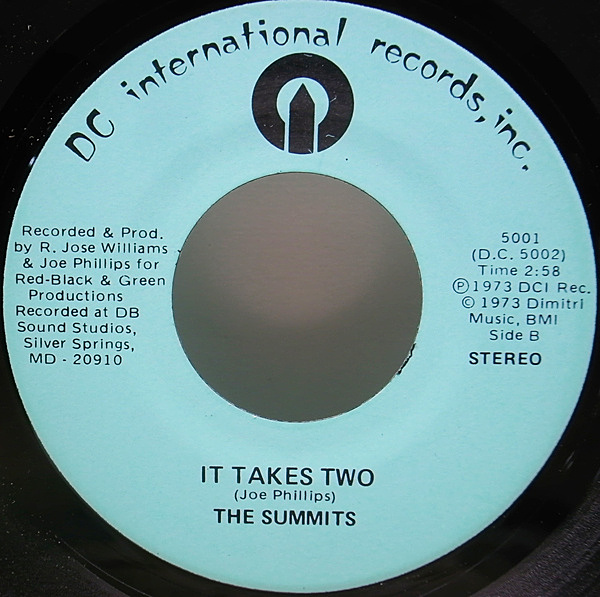 DC international records, inc.
Recorded & Prod.
by R. Jose Williams
& Joe Phillips for
Red-Black & Green
Productions
Recorded at DB
Sound Studios,
Silver Springs,
MD - 20910
5001
(D.C. 5002)
Time 2:58
Ⓟ 1973 DCI Rec.
© 1973 Dimitri
Music, BMI
Side B
STEREO
IT TAKES TWO
(Joe Phillips)
THE SUMMITS